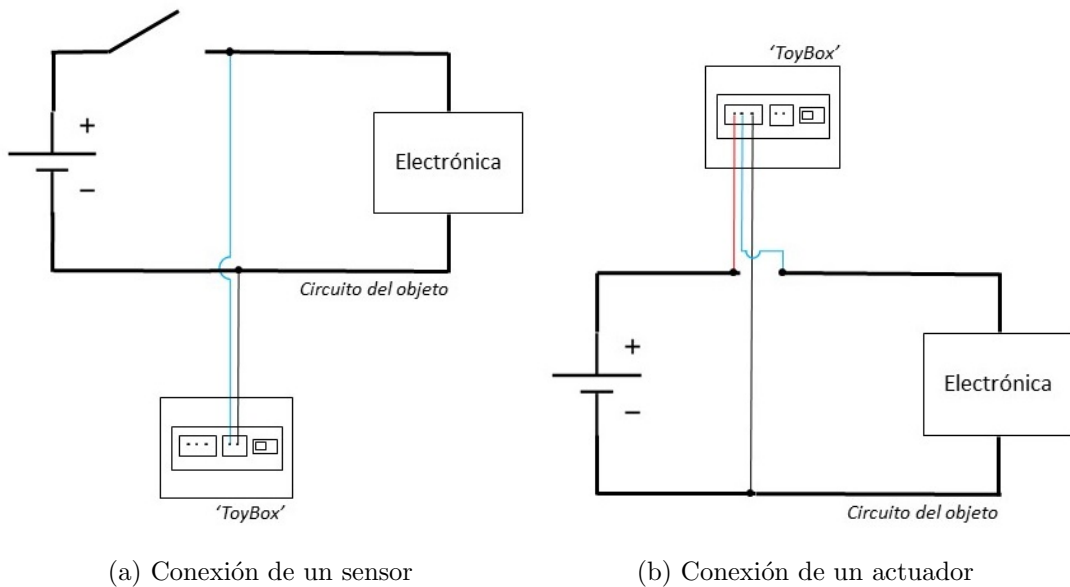 +
−
Electrónica
Circuito del objeto
'ToyBox'
(a) Conexión de un sensor
'ToyBox'
+
−
Electrónica
Circuito del objeto
(b) Conexión de un actuador